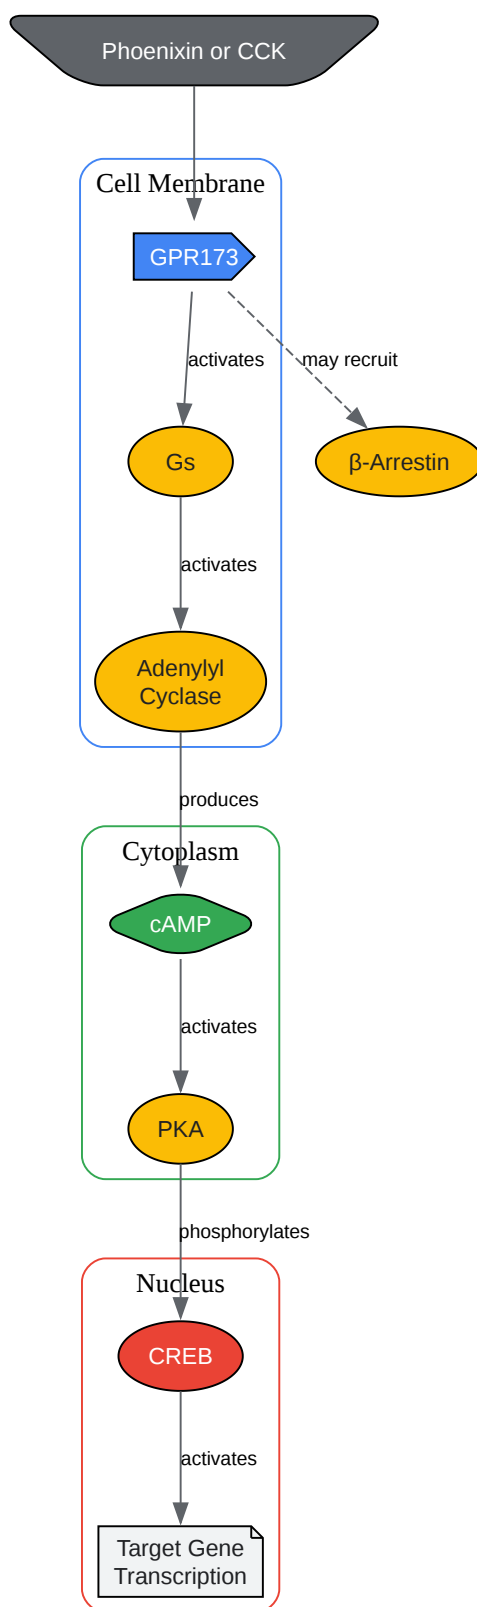 Phoenixin or CCK
Cell Membrane
GPR173
activates
may recruit
Gs
β-Arrestin
activates
Adenylyl
Cyclase
produces
Cytoplasm
cAMP
activates
PKA
phosphorylates
Nucleus
CREB
activates
Target Gene
Transcription